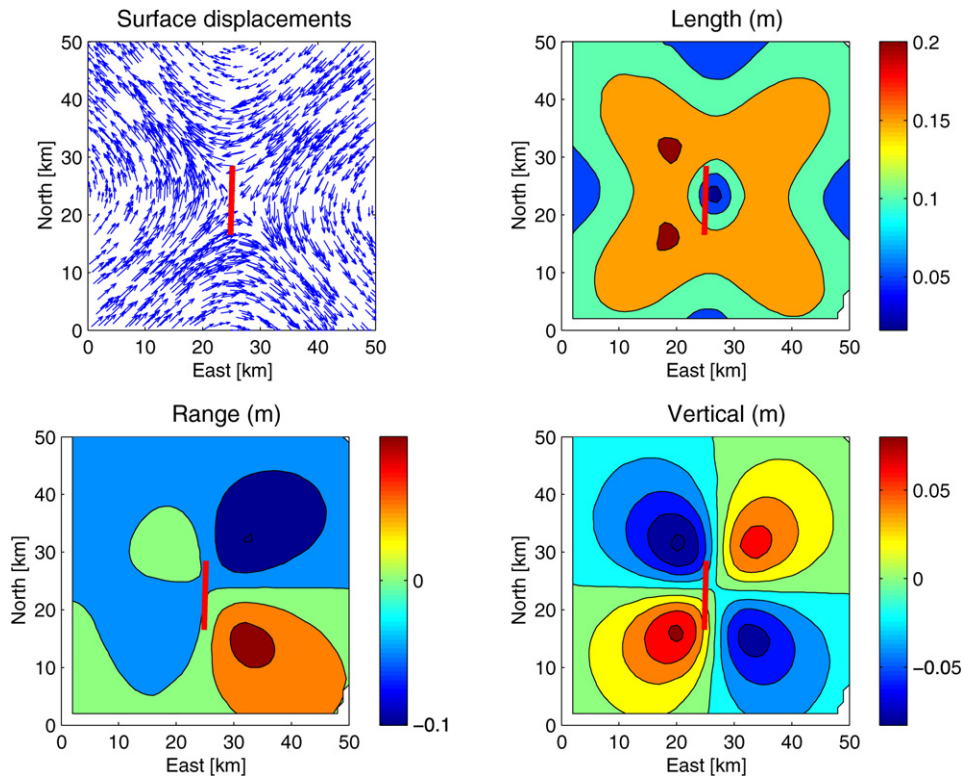 Surface displacements
50
40
30
20
10
0
North [km]
0 10 20 30 40 50
East [km]
Length (m)
50
40
30
20
10
0
North [km]
0 10 20 30 40 50
East [km]
0.2
0.15
0.1
0.05
Range (m)
50
40
30
20
10
0
North [km]
0 10 20 30 40 50
East [km]
0
−0.1
Vertical (m)
50
40
30
20
10
0
North [km]
0 10 20 30 40 50
East [km]
0.05
0
−0.05